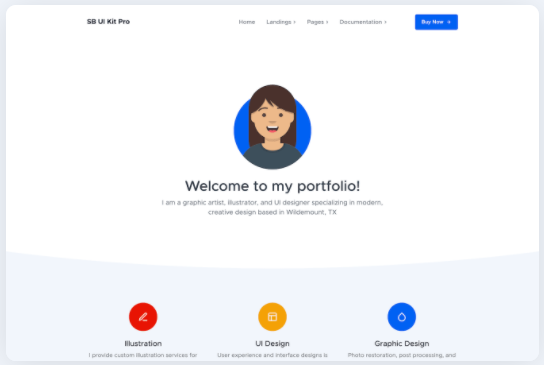 SB UI Kit Pro
Home Landings Pages Documentation
Buy Now
Welcome to my portfolio!
I am a graphic artist, illustrator, and UI designer specializing in modern,
creative design based in Wildemount, TX
Illustration
UI Design
Graphic Design
I provide custom illustration services for
User experience and interface designs is
Photo restoration, post processing, and